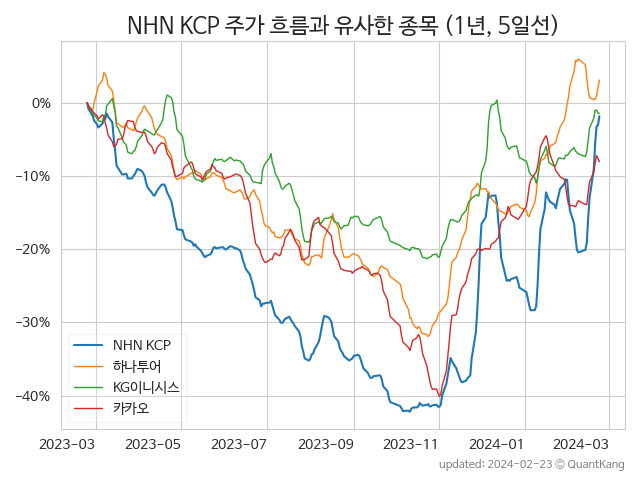 NHN KCP 주가 흐름과 유사한 종목 (1년, 5일선)
0%
−10%
−20%
−30%
−40%
NHN KCP
하나투어
KG이니시스
카카오
2023-03 2023-05 2023-07 2023-09 2023-11 2024-01 2024-03
updated: 2024-02-23 © QuantKang